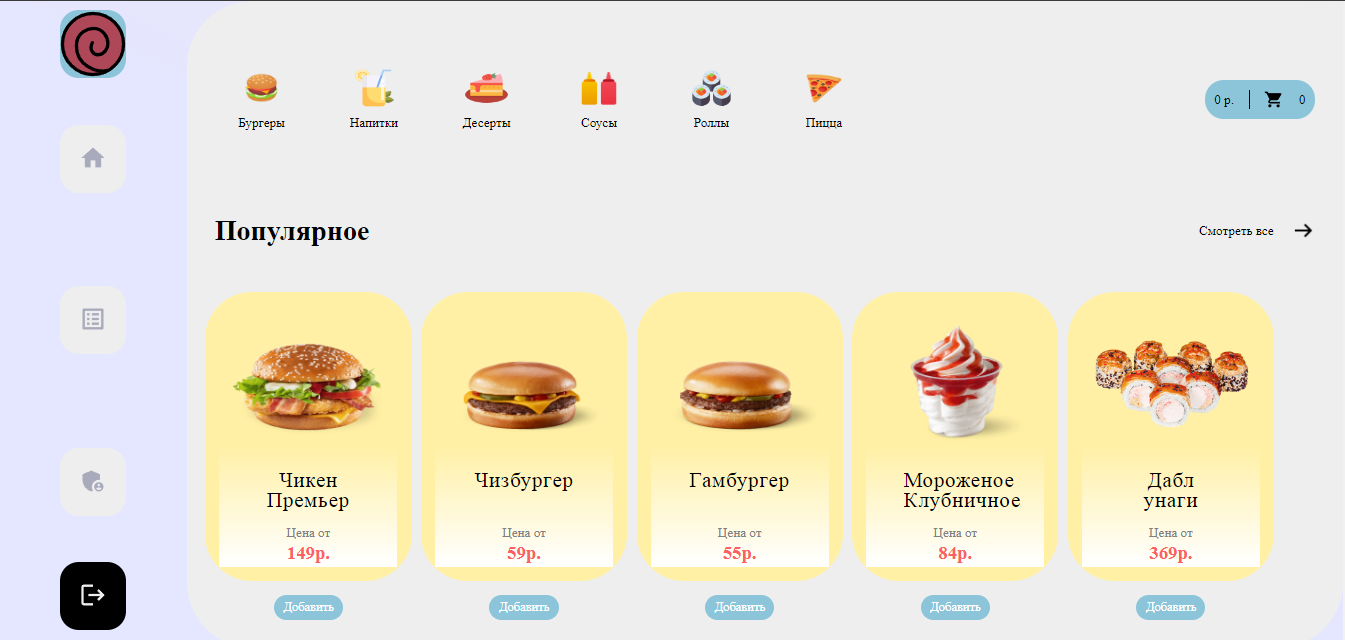 Бургеры
Напитки
Десерты
Соусы
Роллы
Пицца
0 р.
0
Популярное
Смотреть все
Чикен
Премьер
Цена от
149р.
Добавить
Чизбургер
Цена от
59р.
Добавить
Гамбургер
Цена от
55р.
Добавить
Мороженое
Клубничное
Цена от
84р.
Добавить
Дабл
унаги
Цена от
369р.
Добавить